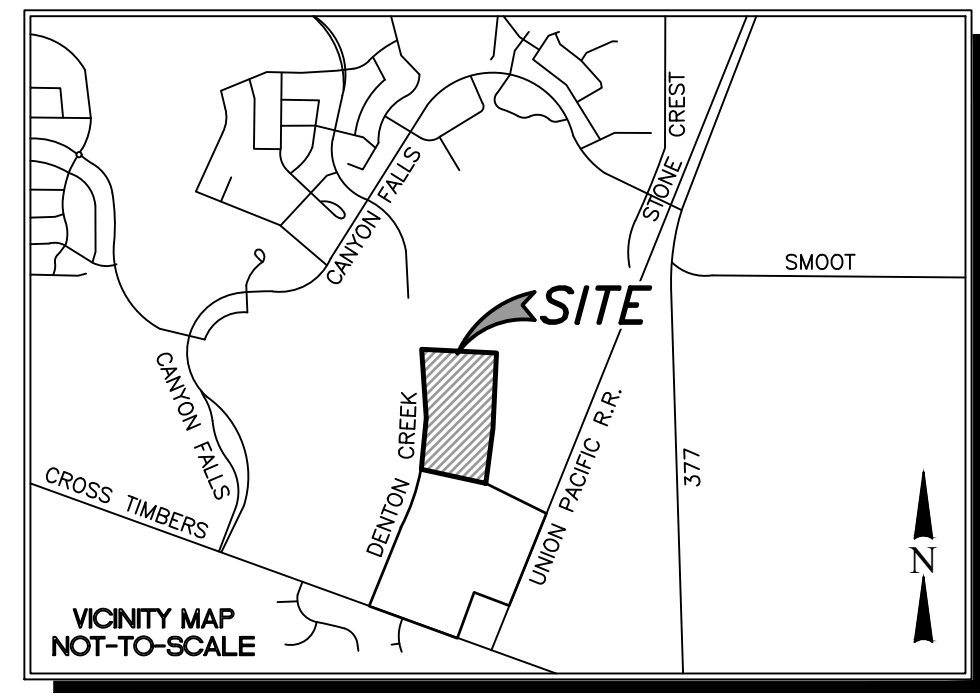 STONE CREST
CANYON FALLS
SMOOT
SITE
CANYON FALLS
DENTON CREEK
UNION PACIFIC R.R.
377
CROSS TIMBERS
N
VICINITY MAP
NOT-TO-SCALE